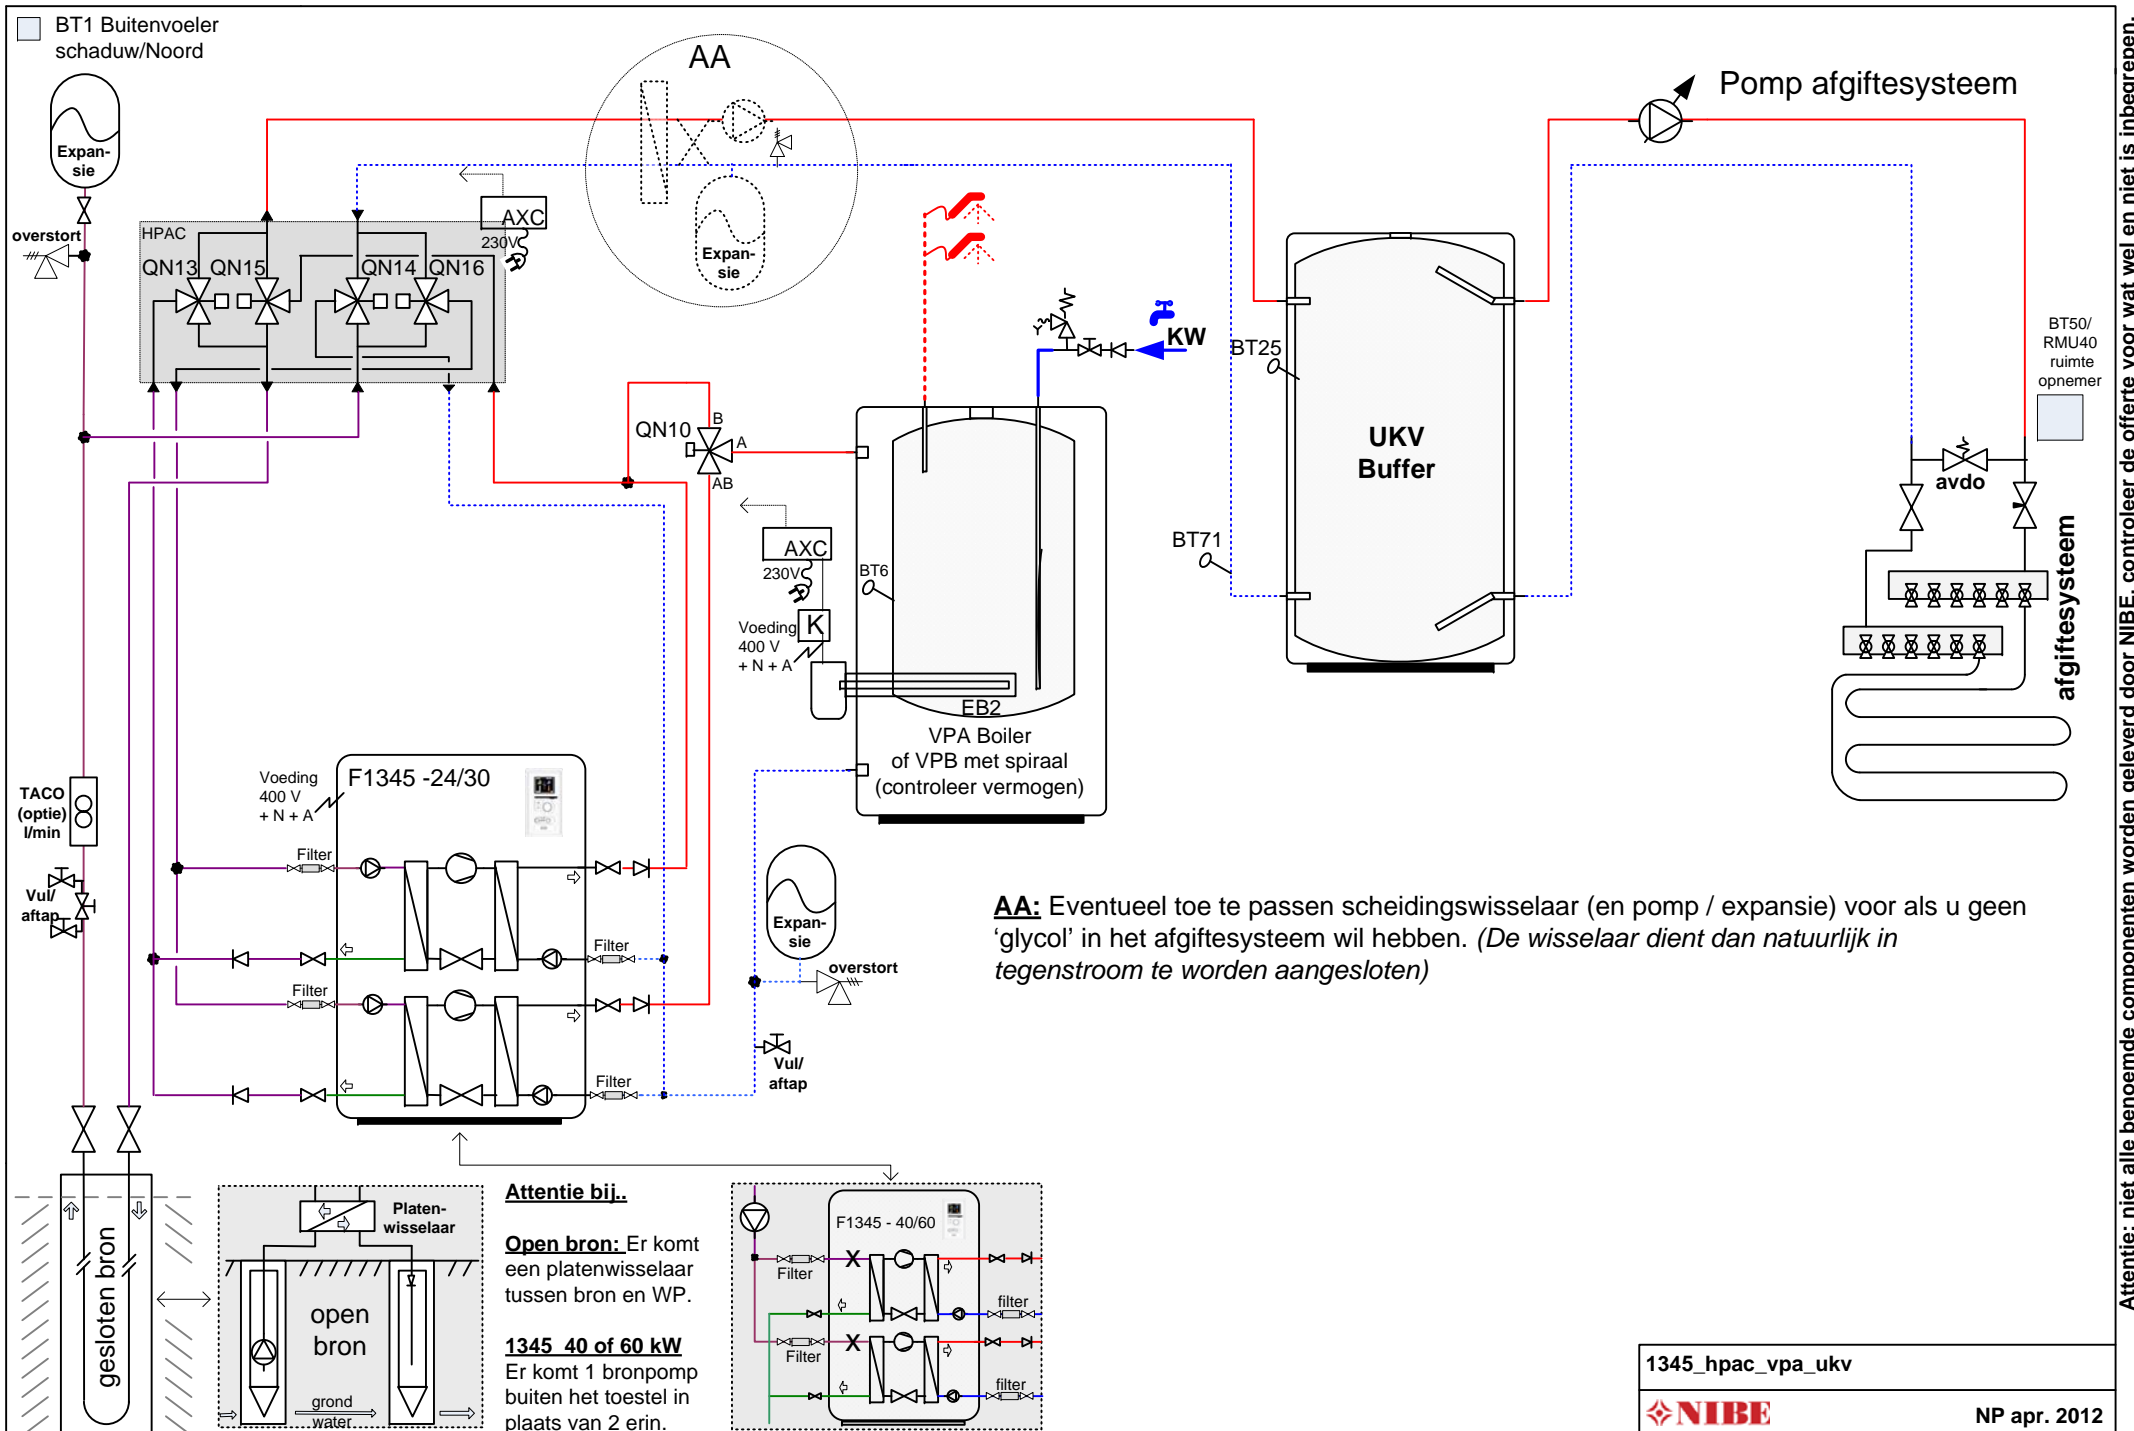 BT1 Buitenvoeler
schaduw/Noord
Expan-
sie
overstort
HPAC
QN13
QN15
QN14
QN16
AXC
230V
AA
Expan-
sie
Pomp afgiftesysteem
KW
BT25
BT71
UKV
Buffer
BT50/
RMU40
ruimte
opnemer
avdo
afgiftesysteem
QN10
B
A
AB
AXC
230V
BT6
K
Voeding
400 V
+ N + A
EB2
VPA Boiler
of VPB met spiraal
(controleer vermogen)
TACO
(optie)
l/min
Vul/
aftap
Voeding
400 V
+ N + A
F1345 -24/30
Filter
Filter
Filter
Filter
Expan-
sie
overstort
Vul/
aftap
AA: Eventueel toe te passen scheidingswisselaar (en pomp / expansie) voor als u geen
‘glycol’ in het afgiftesysteem wil hebben. (De wisselaar dient dan natuurlijk in
tegenstroom te worden aangesloten)
gesloten bron
Platen-
wisselaar
open
bron
grond
water
Attentie bij..
Open bron: Er komt
een platenwisselaar
tussen bron en WP.
1345 40 of 60 kW
Er komt 1 bronpomp
buiten het toestel in
plaats van 2 erin.
F1345 - 40/60
X
Filter
filter
X
Filter
filter
1345_hpac_vpa_ukv
NIBE
NP apr. 2012
Attentie: niet alle benoemde componenten worden geleverd door NIBE, controleer de offerte voor wat wel en niet is inbegrepen.